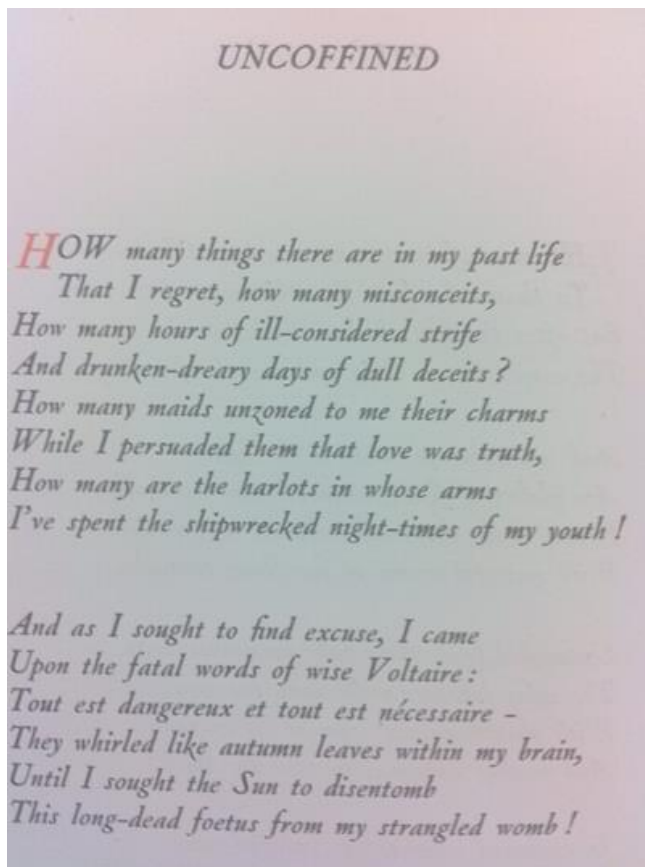 UNCOFFINED
HOW many things there are in my past life
That I regret, how many misconceits,
How many hours of ill-considered strife
And drunken-dreary days of dull deceits ?
How many maids unzoned to me their charms
While I persuaded them that love was truth,
How many are the harlots in whose arms
I've spent the shipwrecked night-times of my youth !
And as I sought to find excuse, I came
Upon the fatal words of wise Voltaire :
Tout est dangereux et tout est nécessaire –
They whirled like autumn leaves within my brain,
Until I sought the Sun to disentomb
This long-dead foetus from my strangled womb !